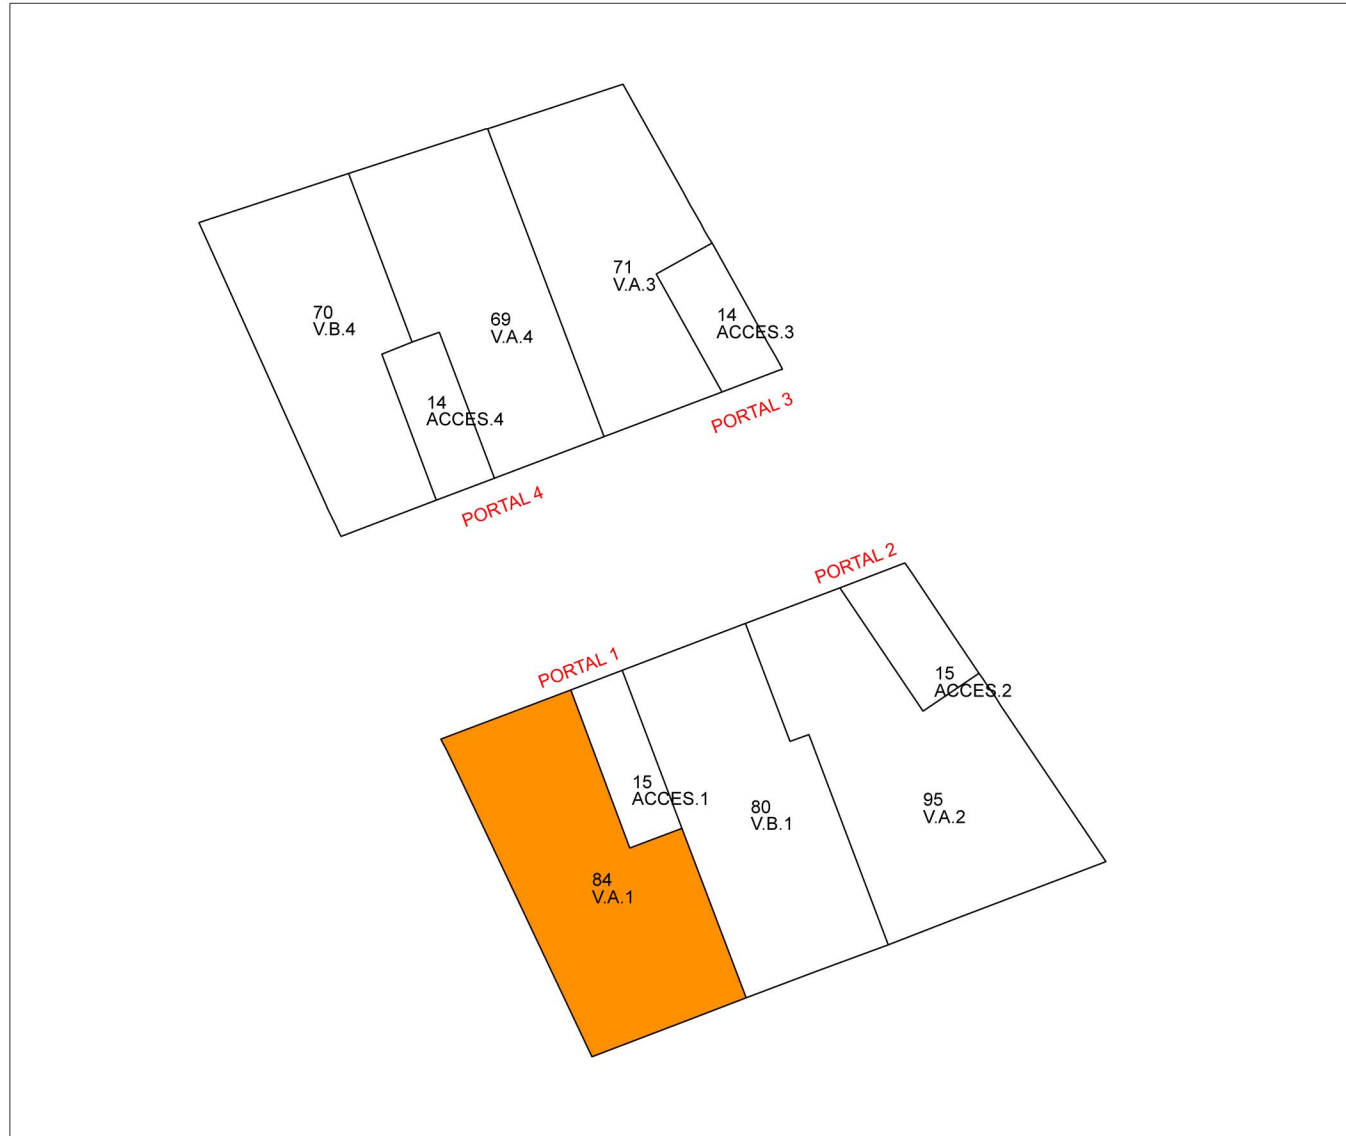 71
V.A.3
70
V.B.4
69
V.A.4
14
ACCES.3
14
ACCES.4
PORTAL 3
PORTAL 4
PORTAL 2
PORTAL 1
15
ACCES.2
15
ACCES.1
80
V.B.1
95
V.A.2
84
V.A.1